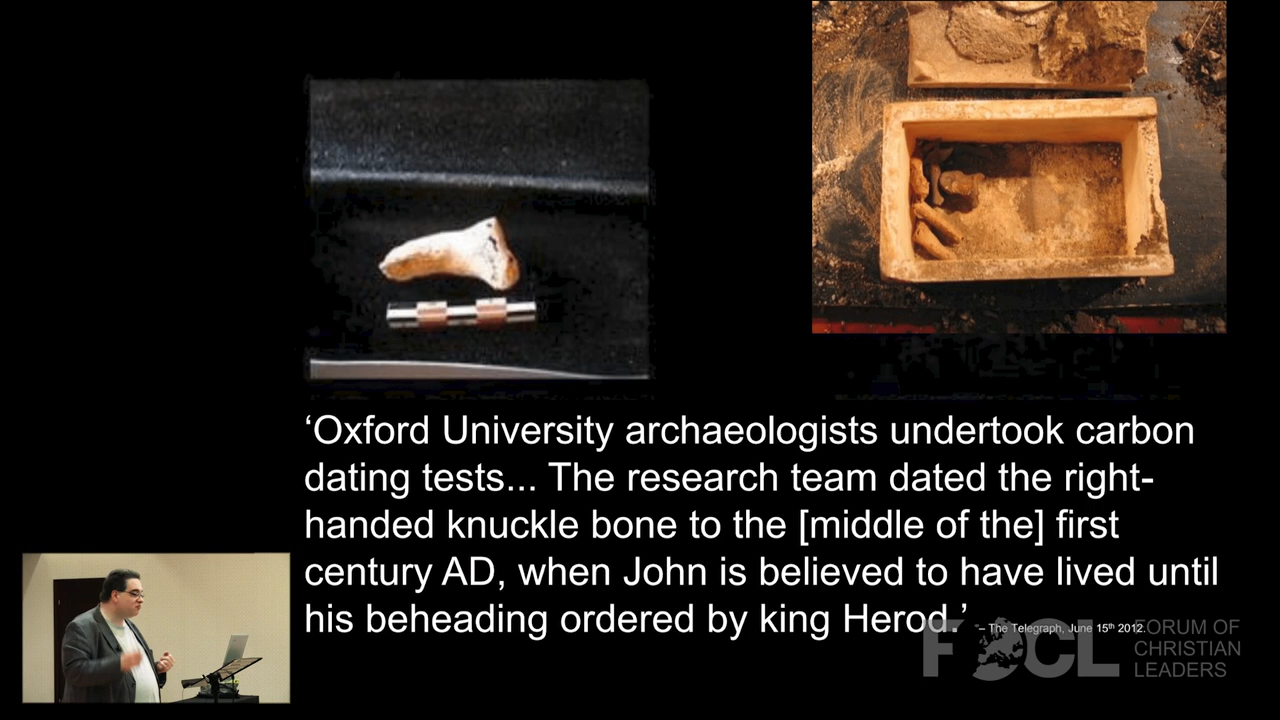 ‘Oxford University archaeologists undertook carbon
dating tests... The research team dated the right-
handed knuckle bone to the [middle of the] first
century AD, when John is believed to have lived until
his beheading ordered by king Herod.’ – The Telegraph, June 15th 2012.
FOCL
FORUM OF
CHRISTIAN
LEADERS